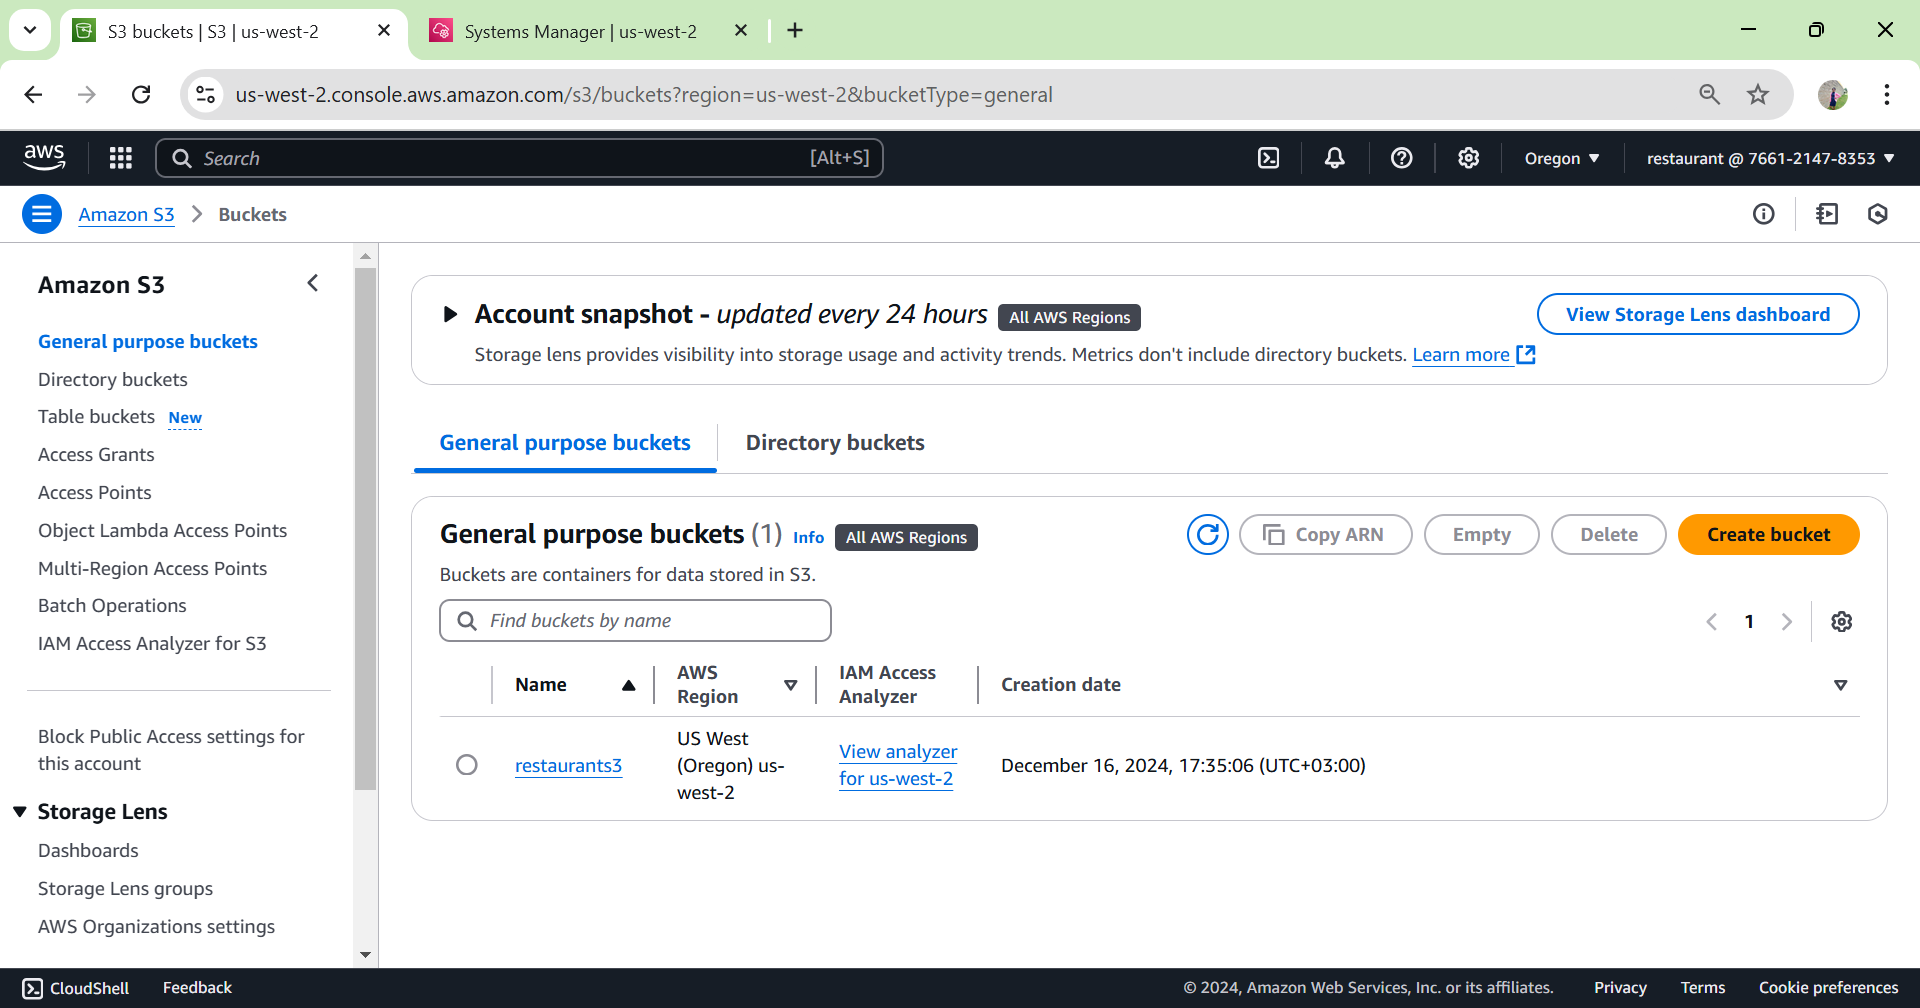 S3 buckets | S3 | us-west-2
Systems Manager | us-west-2
us-west-2.console.aws.amazon.com/s3/buckets?region=us-west-2&bucketType=general
aws
Search
[Alt+S]
Oregon
restaurant @ 7661-2147-8353
Amazon S3
Buckets
Amazon S3
General purpose buckets
Directory buckets
Table buckets New
Access Grants
Access Points
Object Lambda Access Points
Multi-Region Access Points
Batch Operations
IAM Access Analyzer for S3
Block Public Access settings for
this account
Storage Lens
Dashboards
Storage Lens groups
AWS Organizations settings
Account snapshot - updated every 24 hours All AWS Regions
View Storage Lens dashboard
Storage lens provides visibility into storage usage and activity trends. Metrics don't include directory buckets. Learn more
General purpose buckets
Directory buckets
General purpose buckets (1) Info All AWS Regions
Copy ARN
Empty
Delete
Create bucket
Buckets are containers for data stored in S3.
Find buckets by name
1
Name
AWS
Region
IAM Access
Analyzer
Creation date
restaurants3
US West
(Oregon) us-
west-2
View analyzer
for us-west-2
December 16, 2024, 17:35:06 (UTC+03:00)
CloudShell
Feedback
© 2024, Amazon Web Services, Inc. or its affiliates.
Privacy
Terms
Cookie preferences